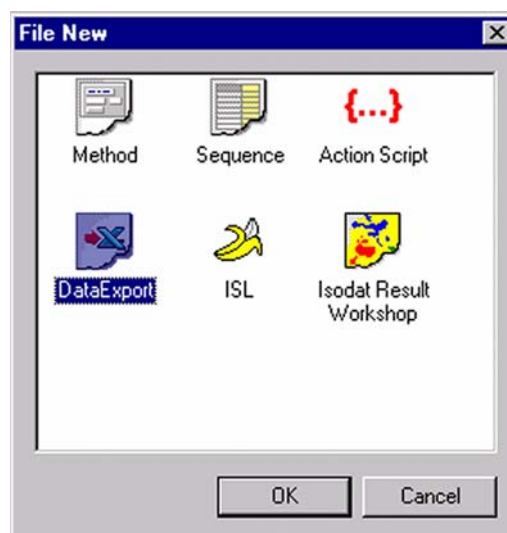 File New
Method
Sequence
Action Script
{...}
DataExport
ISL
Isodat Result
Workshop
OK
Cancel